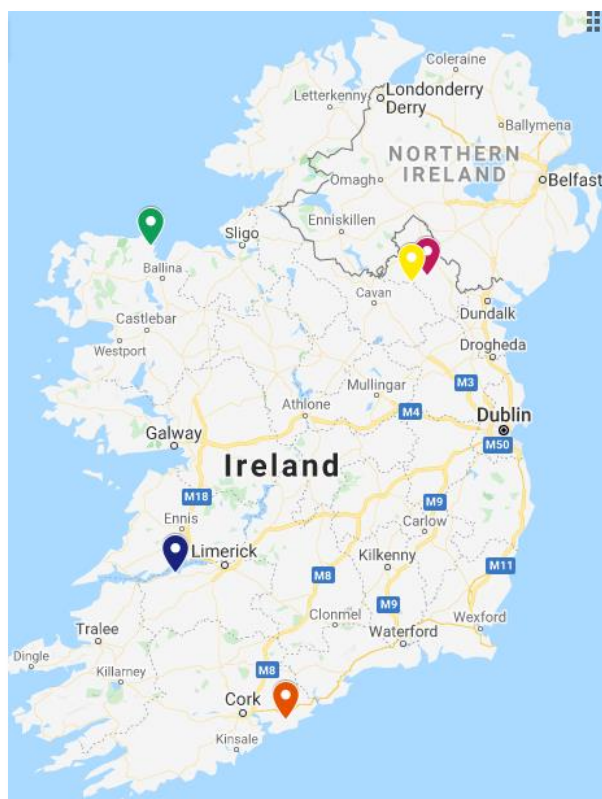 Coleraine
Londonderry
Derry
Letterkenny
Ballymena
NORTHERN
IRELAND
Omagh
Belfast
Enniskillen
Sligo
Ballina
Cavan
Dundalk
Castlebar
Westport
Drogheda
Mullingar
M3
Athlone
M4
Dublin
Galway
M50
Ireland
M18
M9
Ennis
Carlow
Limerick
Kilkenny
M11
M8
M9
Clonmel
Wexford
Tralee
Waterford
Dingle
Killarney
M8
Cork
Kinsale